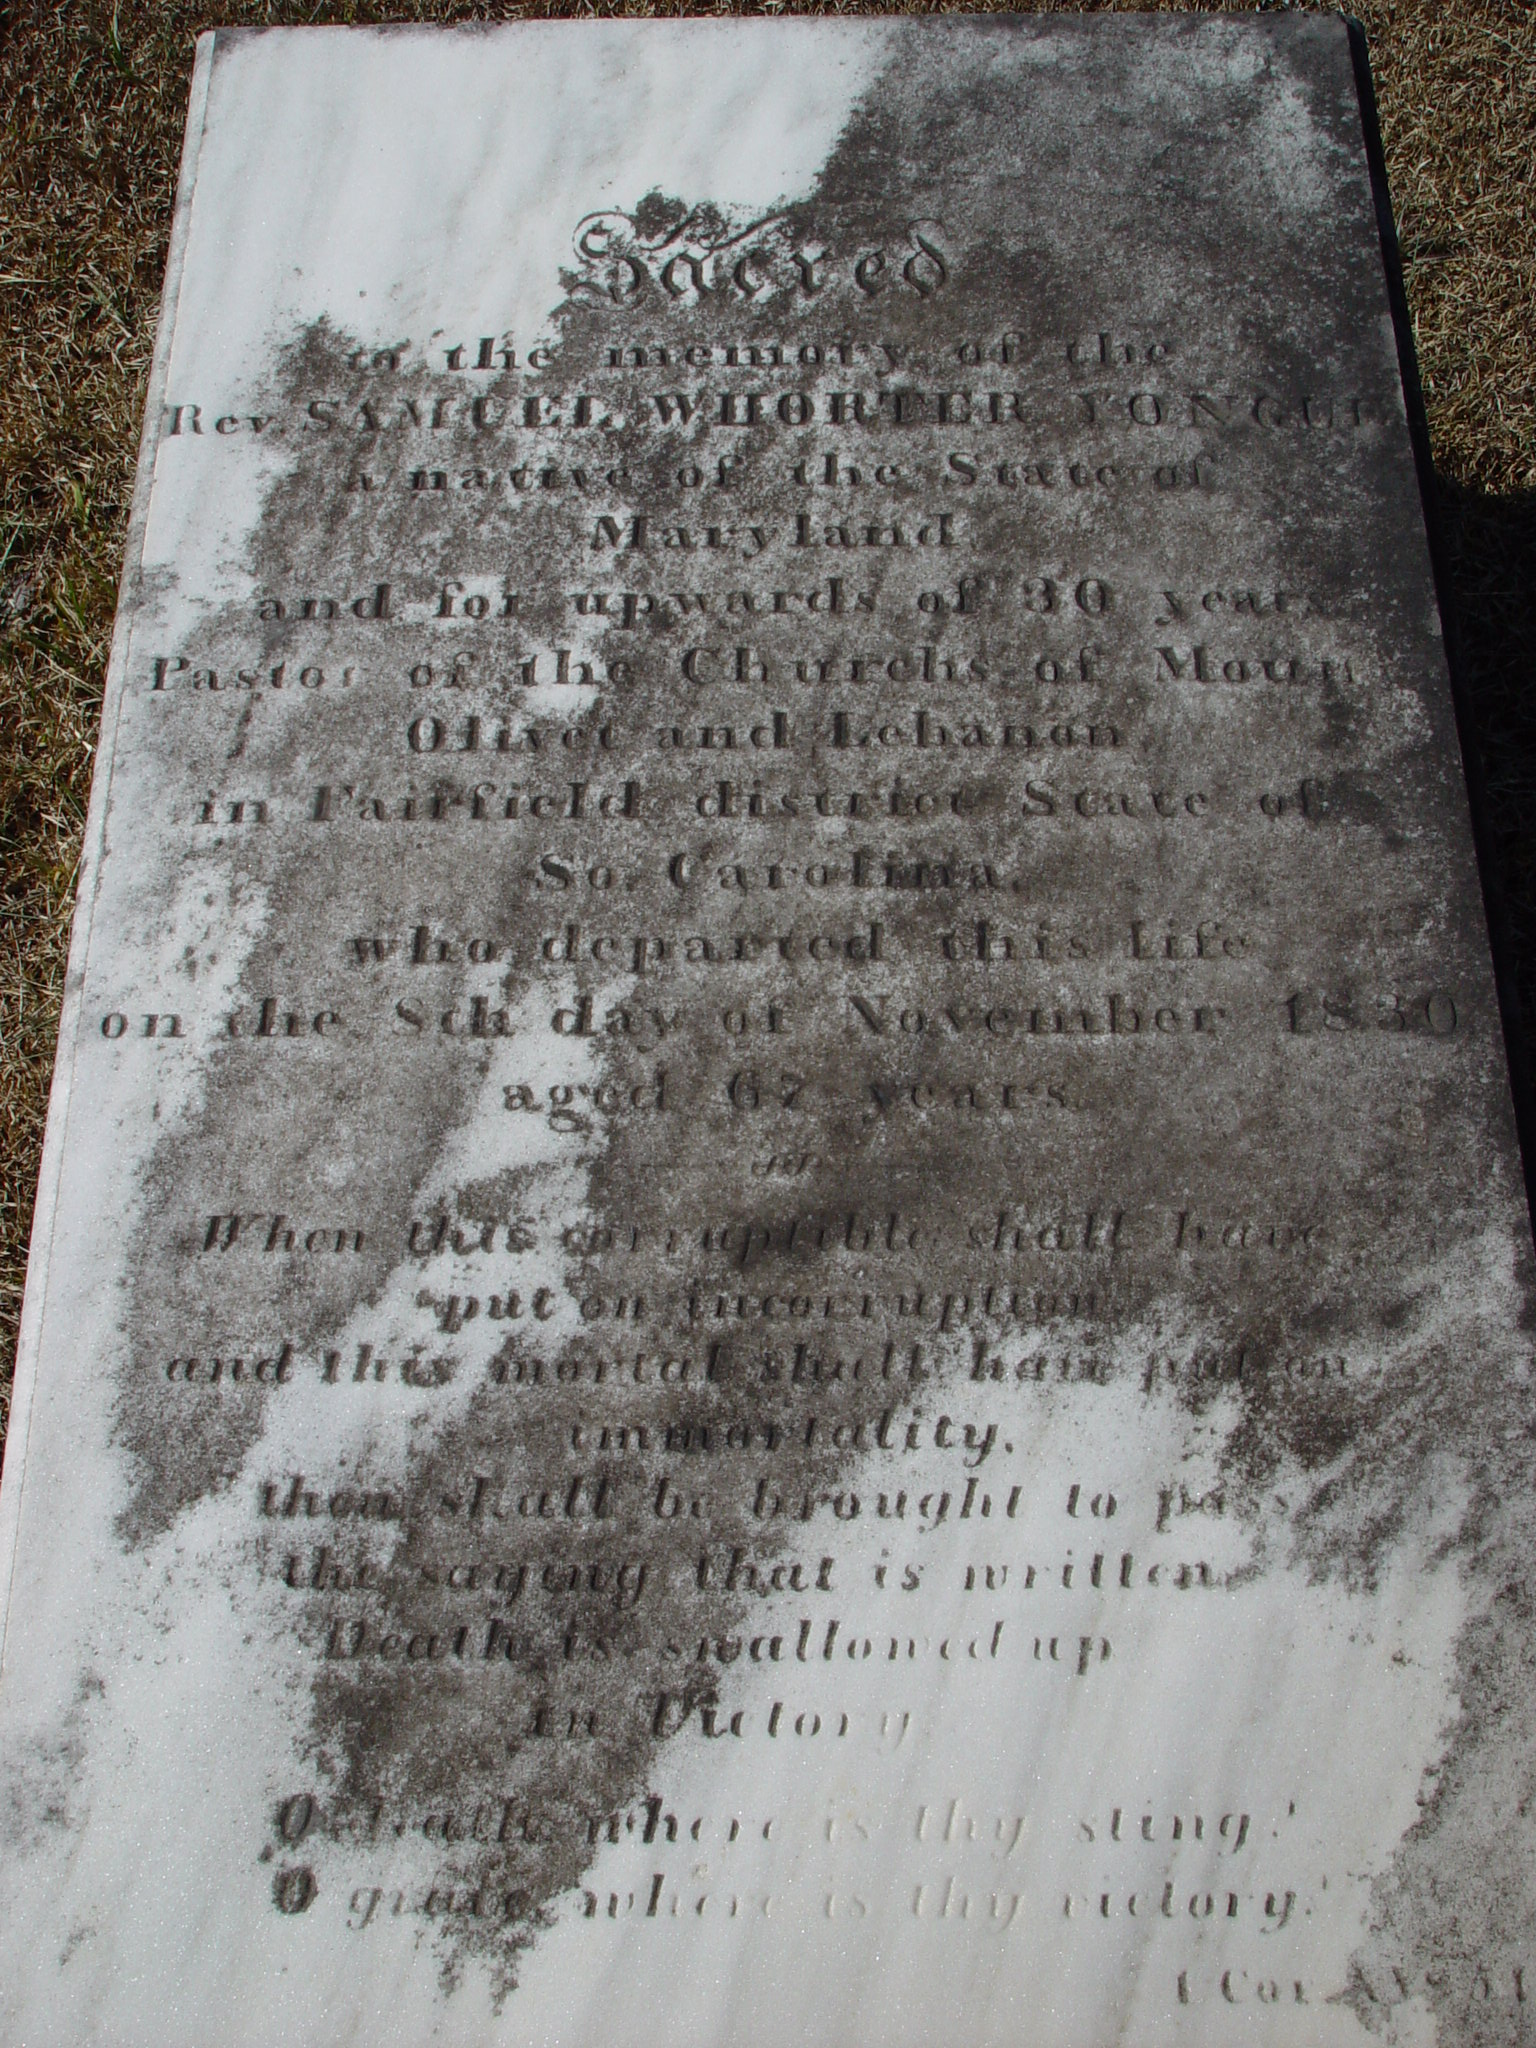 Sacred
to the memory of the
Rev. SAMUEL WHORTER YONGUE
a native of the State of
Maryland,
and for upwards of 30 years,
Pastor of the Churchs of Mount
Olivet and Lebanon,
in Fairfield district State of
So. Carolina,
who departed this life
on the 8th day of November 1830
aged 67 years.
When this corruptible shall have
put on incorruption,
and this mortal shall have put on
immortality,
then shall be brought to pass
the saying that is written,
Death is swallowed up
in Victory.
O death where is thy sting!
O grave where is thy victory!
1 Cor. XV